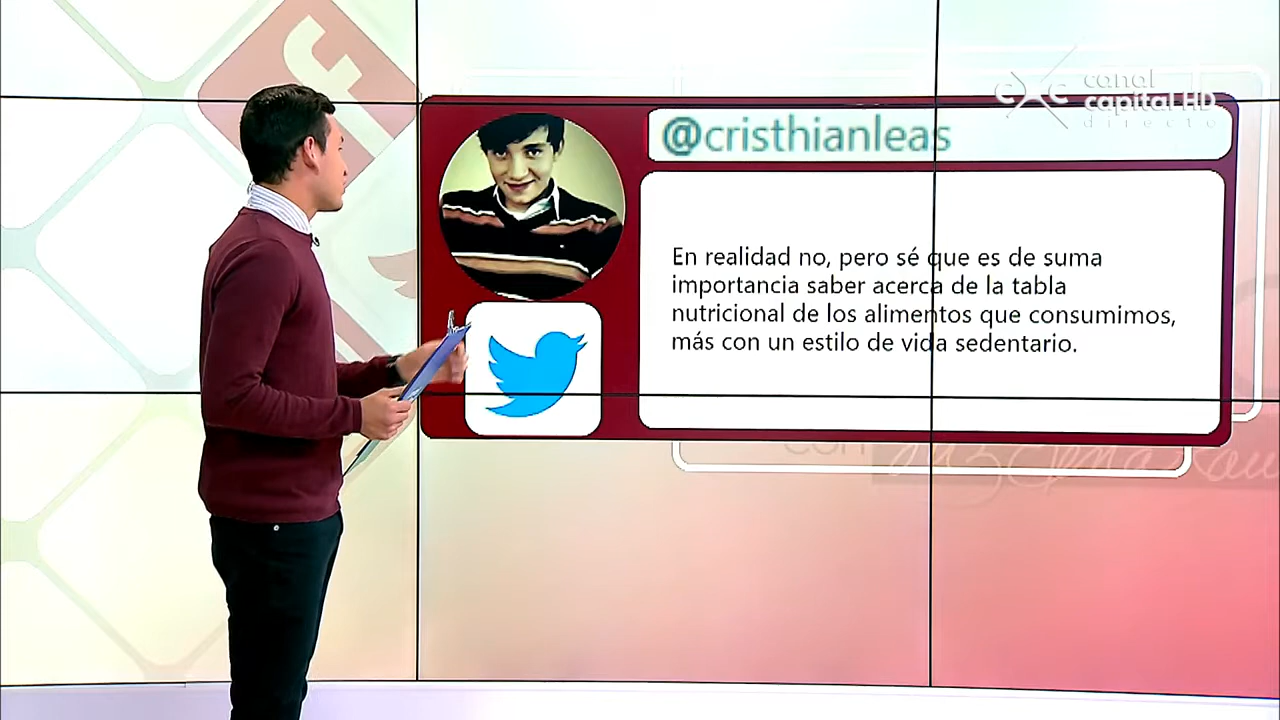 canal
capital HD
directo
@cristhianleas
En realidad no, pero sé que es de suma
importancia saber acerca de la tabla
nutricional de los alimentos que consumimos,
más con un estilo de vida sedentario.
con